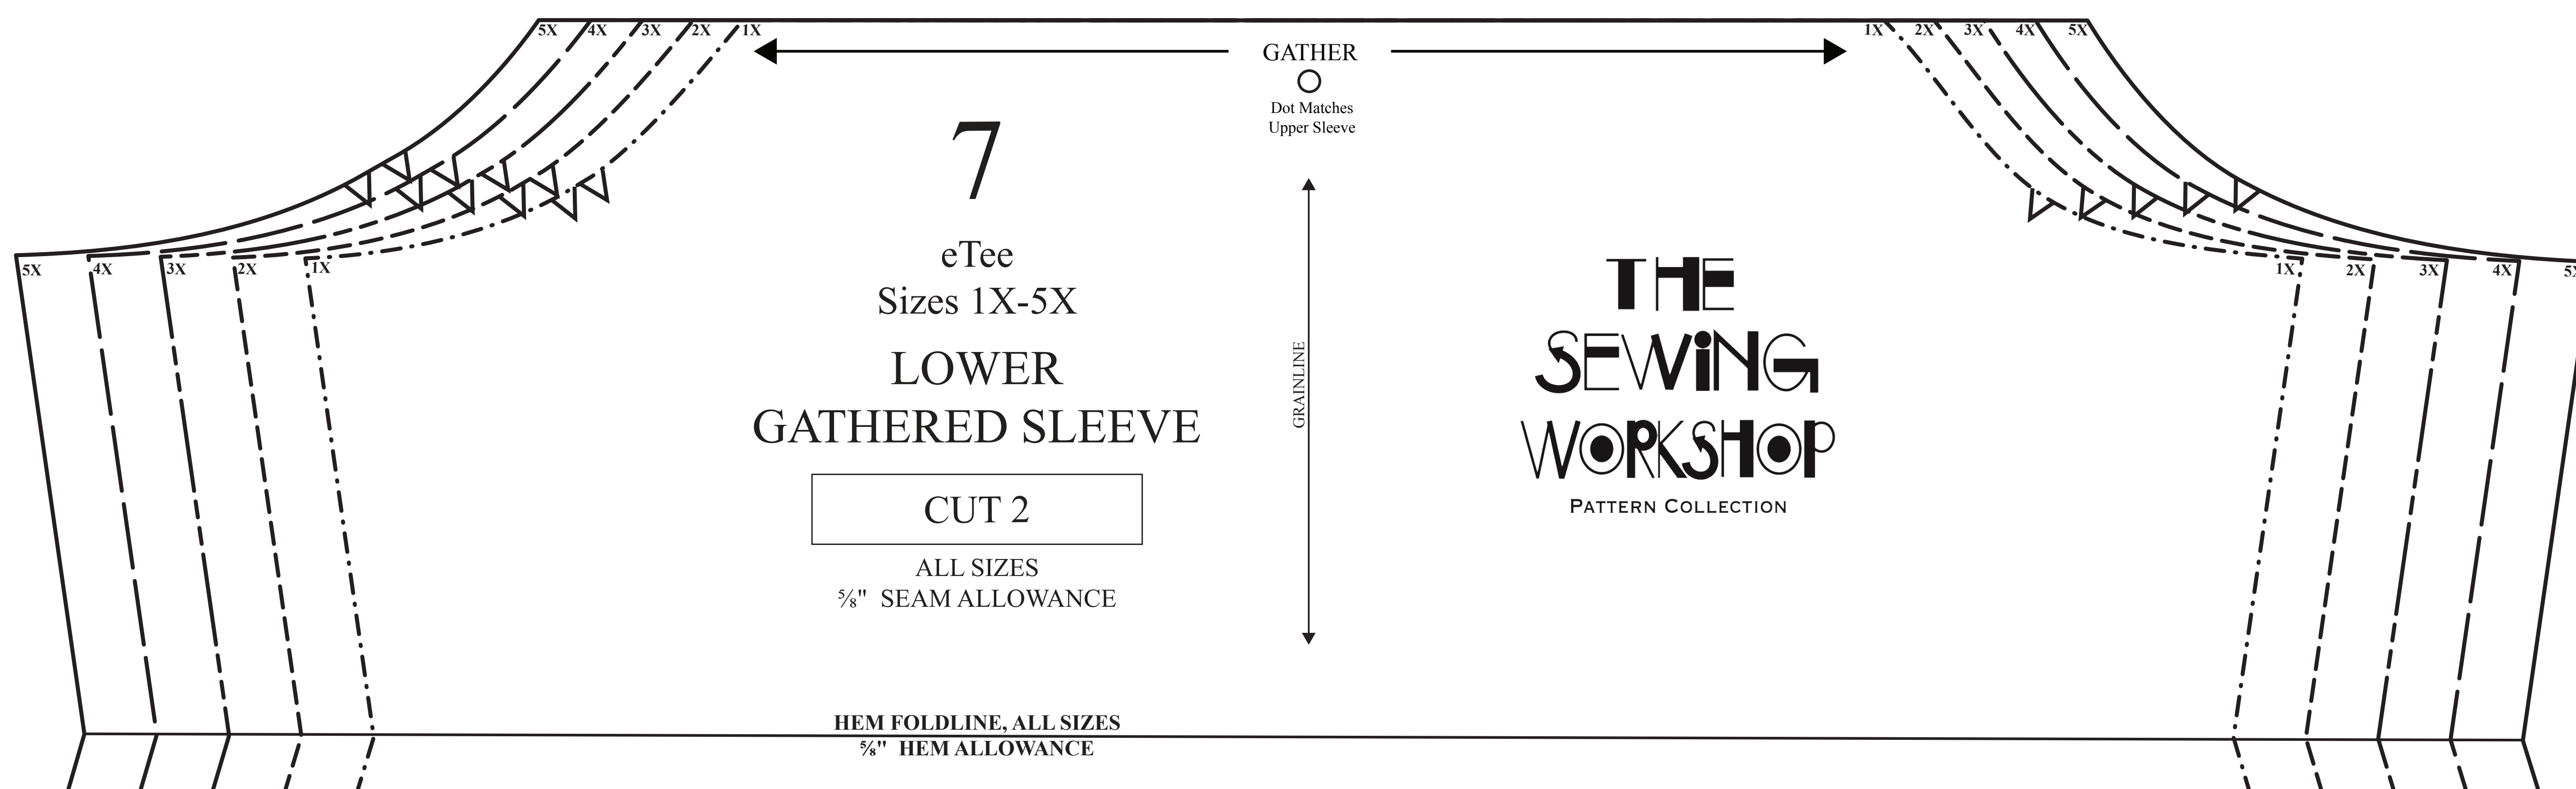 5X 4X 3X 2X 1X
1X 2X 3X 4X 5X
GATHER
Dot Matches
Upper Sleeve
7
eTee
Sizes 1X-5X
LOWER
GATHERED SLEEVE
CUT 2
ALL SIZES
⅝" SEAM ALLOWANCE
GRAINLINE
THE
SEWiNG
WORKSHOP
PATTERN COLLECTION
5X 4X 3X 2X 1X
1X 2X 3X 4X 5X
HEM FOLDLINE, ALL SIZES
⅝" HEM ALLOWANCE